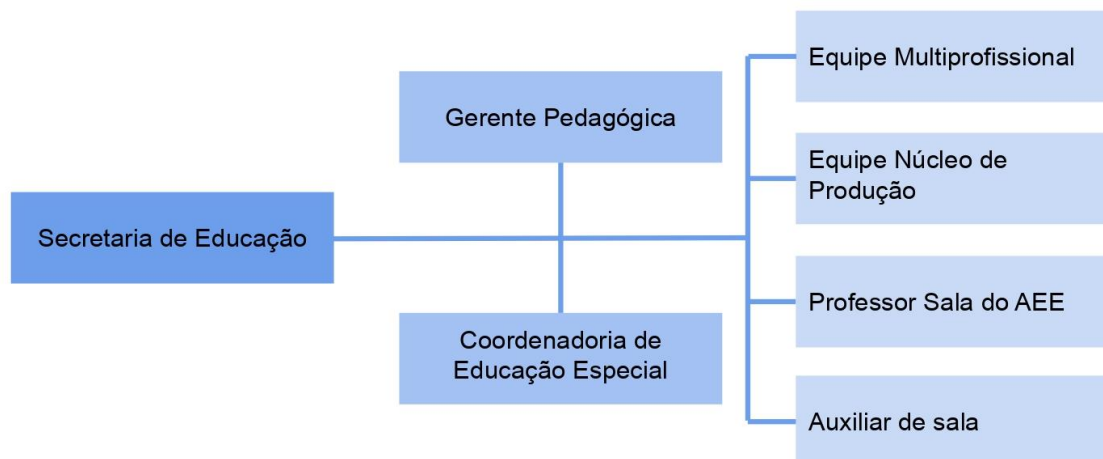 Secretaria de Educação
Gerente Pedagógica
Coordenadoria de
Educação Especial
Equipe Multiprofissional
Equipe Núcleo de
Produção
Professor Sala do AEE
Auxiliar de sala